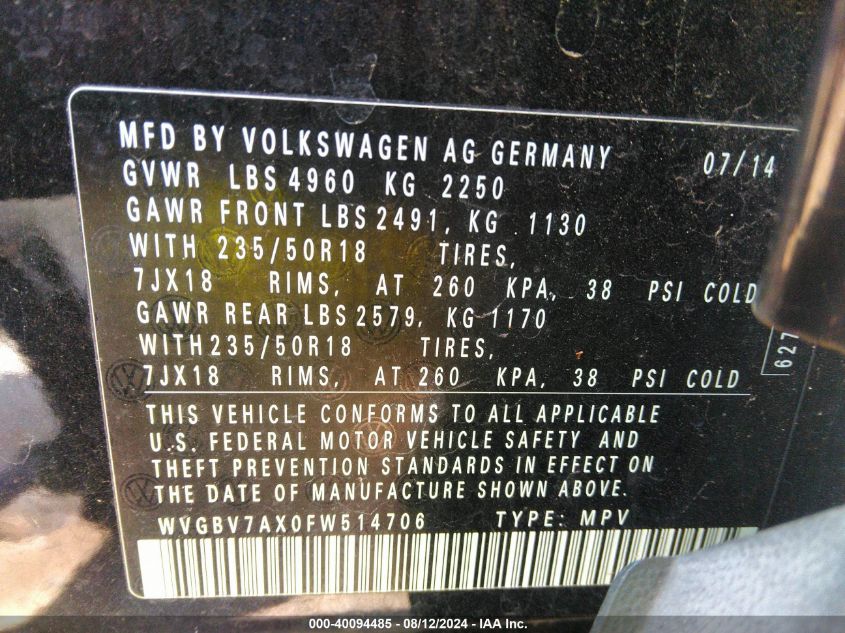 MFD BY VOLKSWAGEN AG GERMANY 07/14
GVWR LBS 4960 KG 2250
GAWR FRONT LBS 2491, KG 1130
WITH 235/50R18 TIRES,
7JX18 RIMS, AT 260 KPA, 38 PSI COLD
GAWR REAR LBS 2579, KG 1170
WITH 235/50R18 TIRES,
7JX18 RIMS, AT 260 KPA, 38 PSI COLD
627
THIS VEHICLE CONFORMS TO ALL APPLICABLE
U.S. FEDERAL MOTOR VEHICLE SAFETY AND
THEFT PREVENTION STANDARDS IN EFFECT ON
THE DATE OF MANUFACTURE SHOWN ABOVE.
WVGBV7AX0FW514706 TYPE: MPV
000-40094485 - 08/12/2024 - IAA Inc.